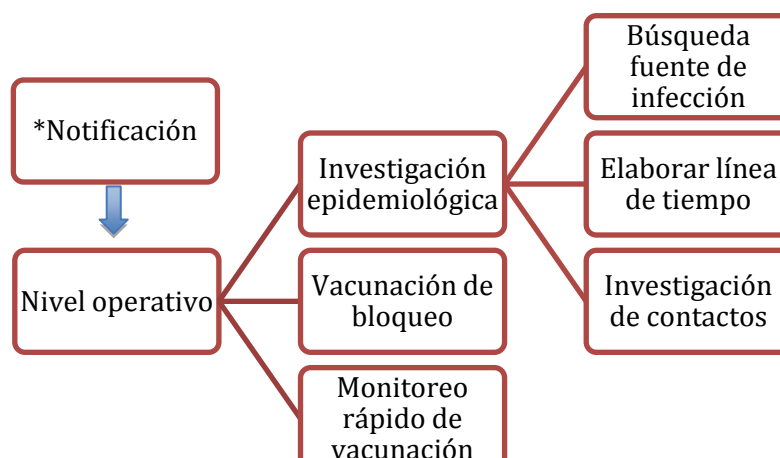 *Notificación
Nivel operativo
Investigación
epidemiológica
Vacunación de
bloqueo
Monitoreo
rápido de
vacunación
Búsqueda
fuente de
infección
Elaborar línea
de tiempo
Investigación
de contactos